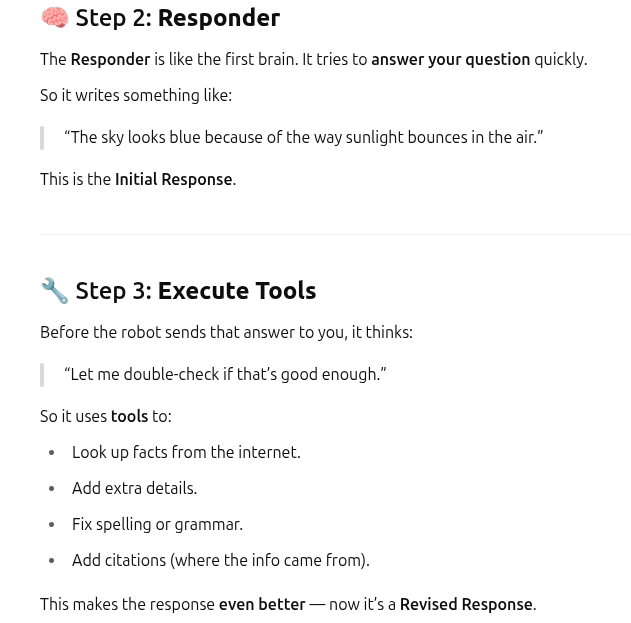 🧠 Step 2: Responder
The Responder is like the first brain. It tries to answer your question quickly.
So it writes something like:
“The sky looks blue because of the way sunlight bounces in the air.”
This is the Initial Response.
🔧 Step 3: Execute Tools
Before the robot sends that answer to you, it thinks:
“Let me double-check if that’s good enough.”
So it uses tools to:
• Look up facts from the internet.
• Add extra details.
• Fix spelling or grammar.
• Add citations (where the info came from).
This makes the response even better — now it’s a Revised Response.